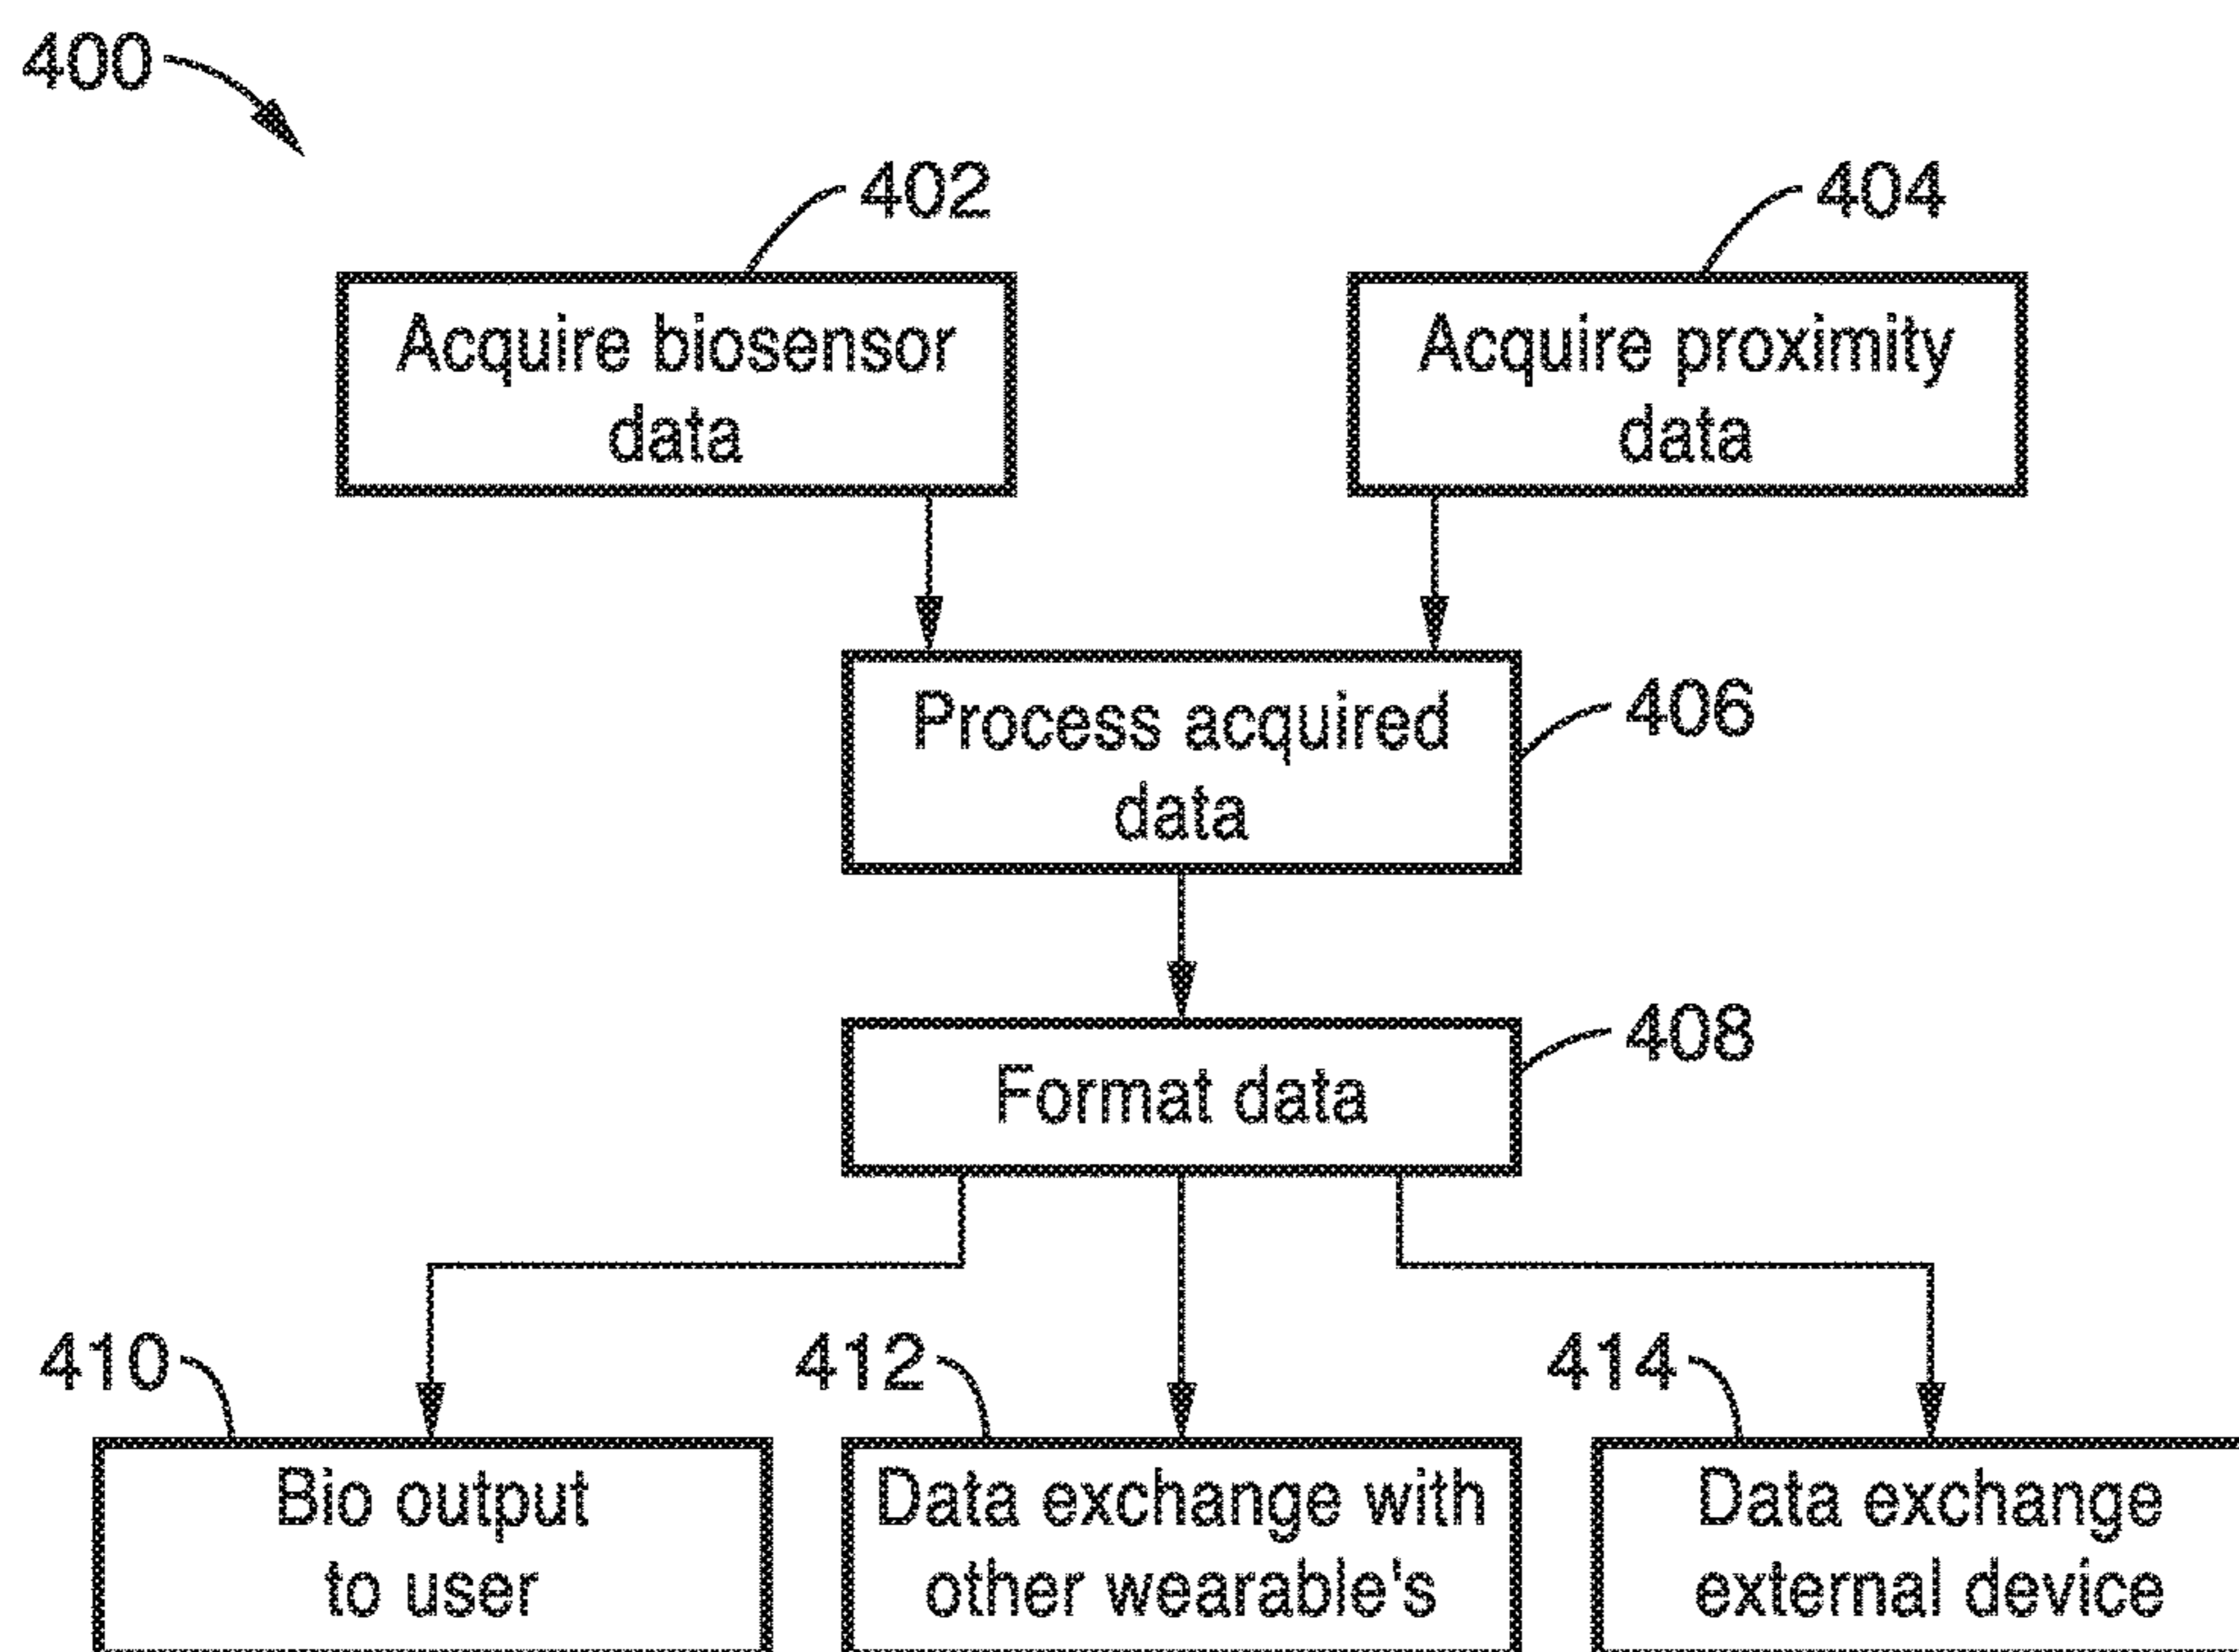 400
402
404
Acquire biosensor
data
Acquire proximity
data
Process acquired
data
406
Format data
408
410
412
414
Bio output
to user
Data exchange with
other wearable's
Data exchange
external device